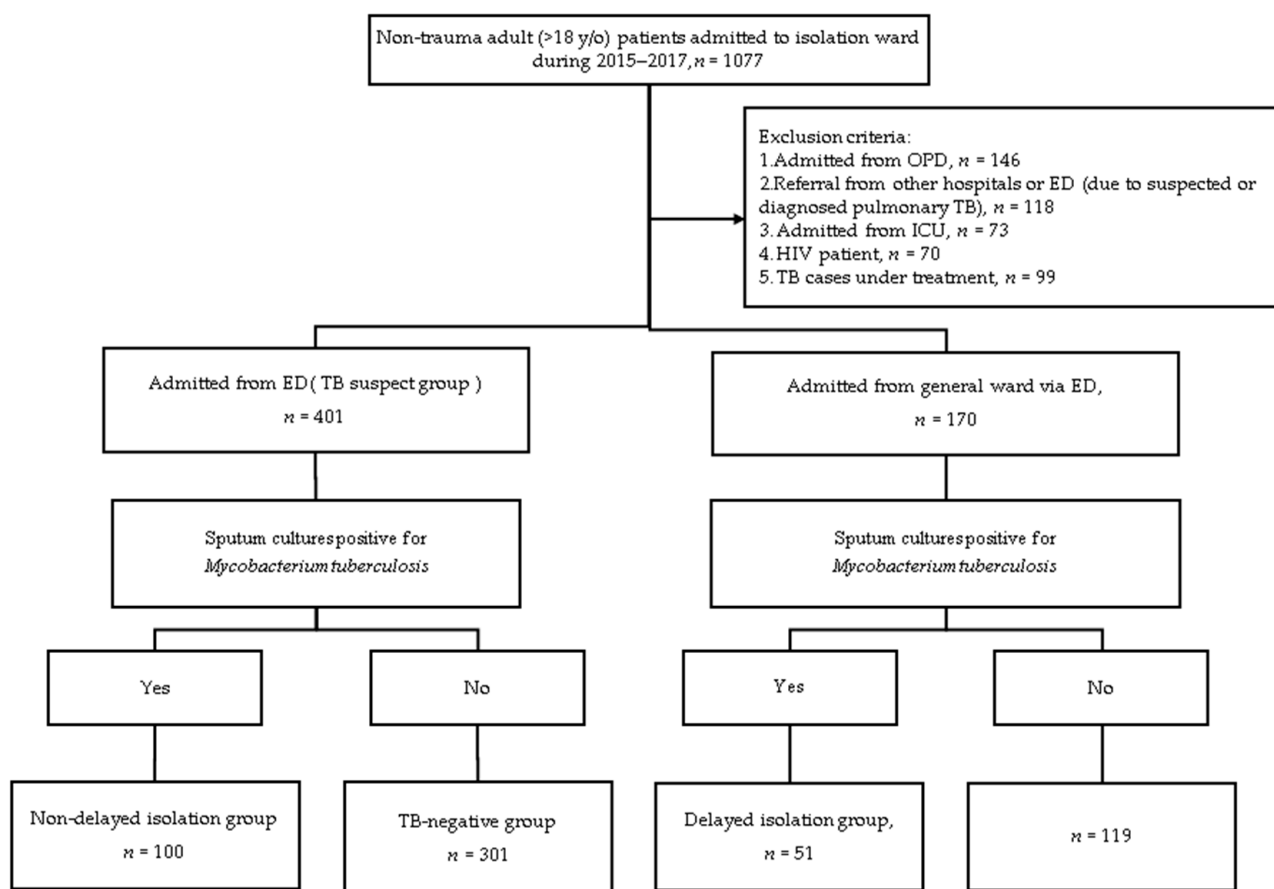 Non-trauma adult (>18 y/o) patients admitted to isolation ward
during 2015–2017, n = 1077
Exclusion criteria:
1.Admitted from OPD, n = 146
2.Referral from other hospitals or ED (due to suspected or
diagnosed pulmonary TB), n = 118
3.Admitted from ICU, n = 73
4.HIV patient, n = 70
5.TB cases under treatment, n = 99
Admitted from ED( TB suspect group )
n = 401
Admitted from general ward via ED,
n = 170
Sputum cultures positive for
Mycobacterium tuberculosis
Sputum cultures positive for
Mycobacterium tuberculosis
Yes
No
Yes
No
Non-delayed isolation group
n = 100
TB-negative group
n = 301
Delayed isolation group,
n = 51
n = 119